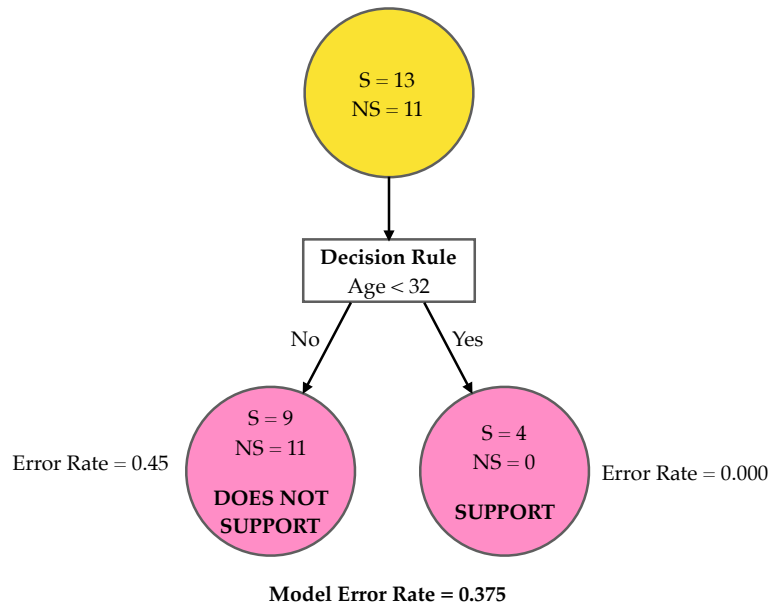 S = 13
NS = 11
Decision Rule
Age < 32
No
Yes
S = 9
NS = 11
DOES NOT
SUPPORT
Error Rate = 0.45
S = 4
NS = 0
SUPPORT
Error Rate = 0.000
Model Error Rate = 0.375